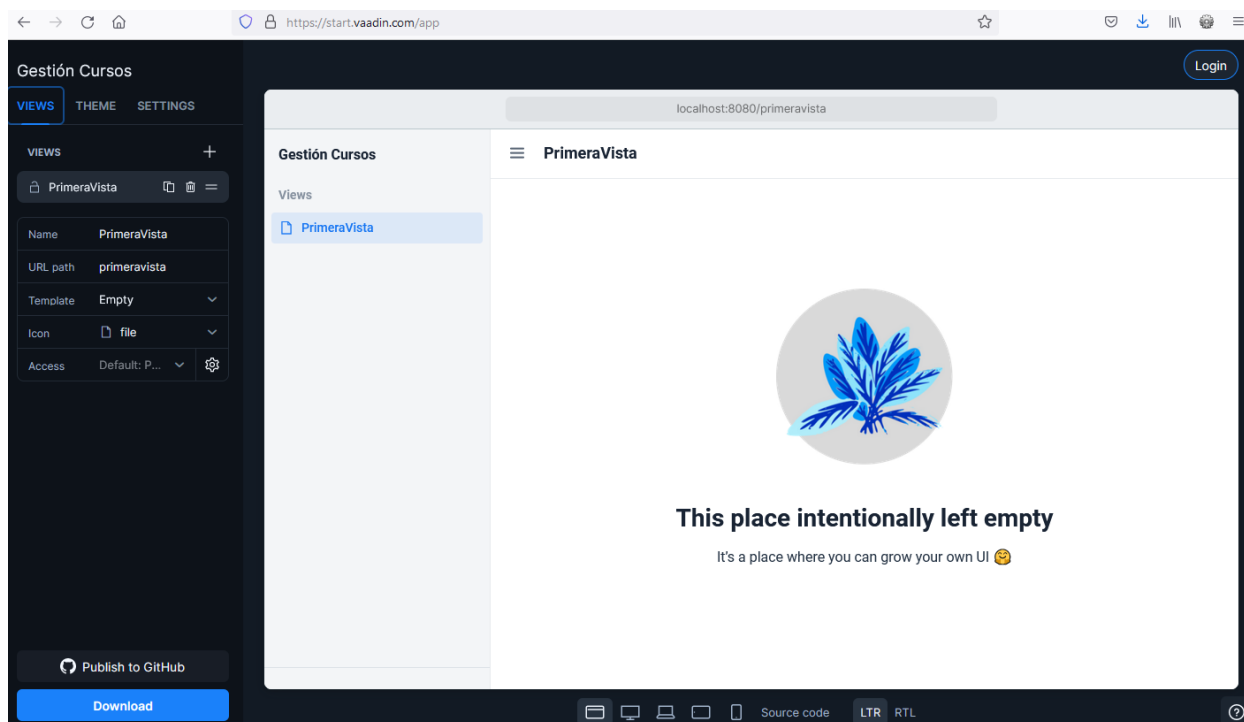 https://start.vaadin.com/app
Gestión Cursos
Login
VIEWS THEME SETTINGS
VIEWS
PrimeraVista
Name PrimeraVista
URL path primeravista
Template Empty
Icon file
Access Default: P...
Publish to GitHub
Download
localhost:8080/primeravista
Gestión Cursos
Views
PrimeraVista
PrimeraVista
This place intentionally left empty
It's a place where you can grow your own UI 🤗
Source code LTR RTL